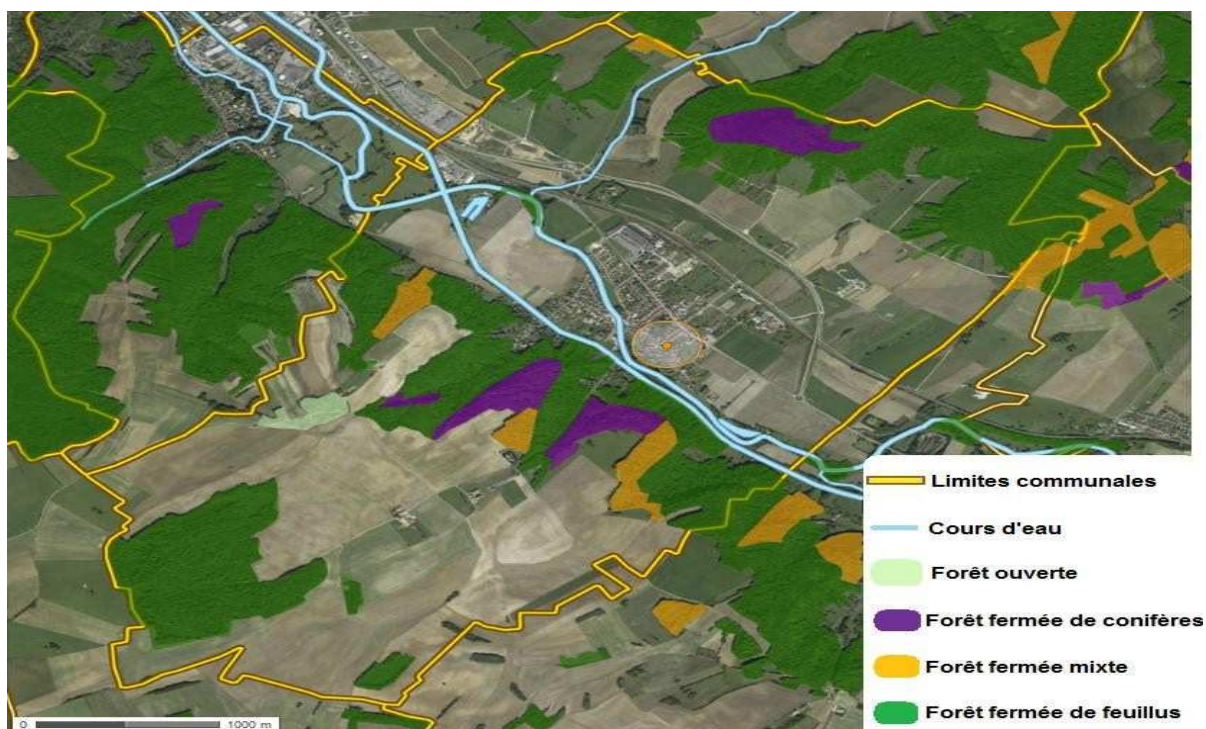 Limites communales
Cours d'eau
Forêt ouverte
Forêt fermée de conifères
Forêt fermée mixte
Forêt fermée de feuillus
0 1000 m